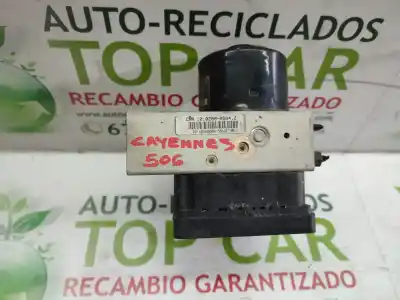 AUTO-RECICLADOS
TOP CAR
RECAMBIO GARANTIZADO
CAYENNES
506
AUTO-RECICLADOS
TOP CAR
RECAMBIO GARANTIZADO